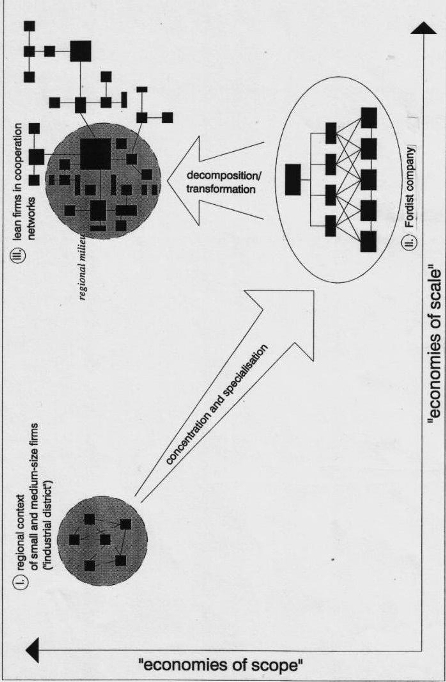 I. regional context
of small and medium-size firms
("industrial district")
III. lean firms in cooperation
networks
regional milieu
decomposition/
transformation
concentration and specialisation
II. Fordist company
"economies of scope"
"economies of scale"